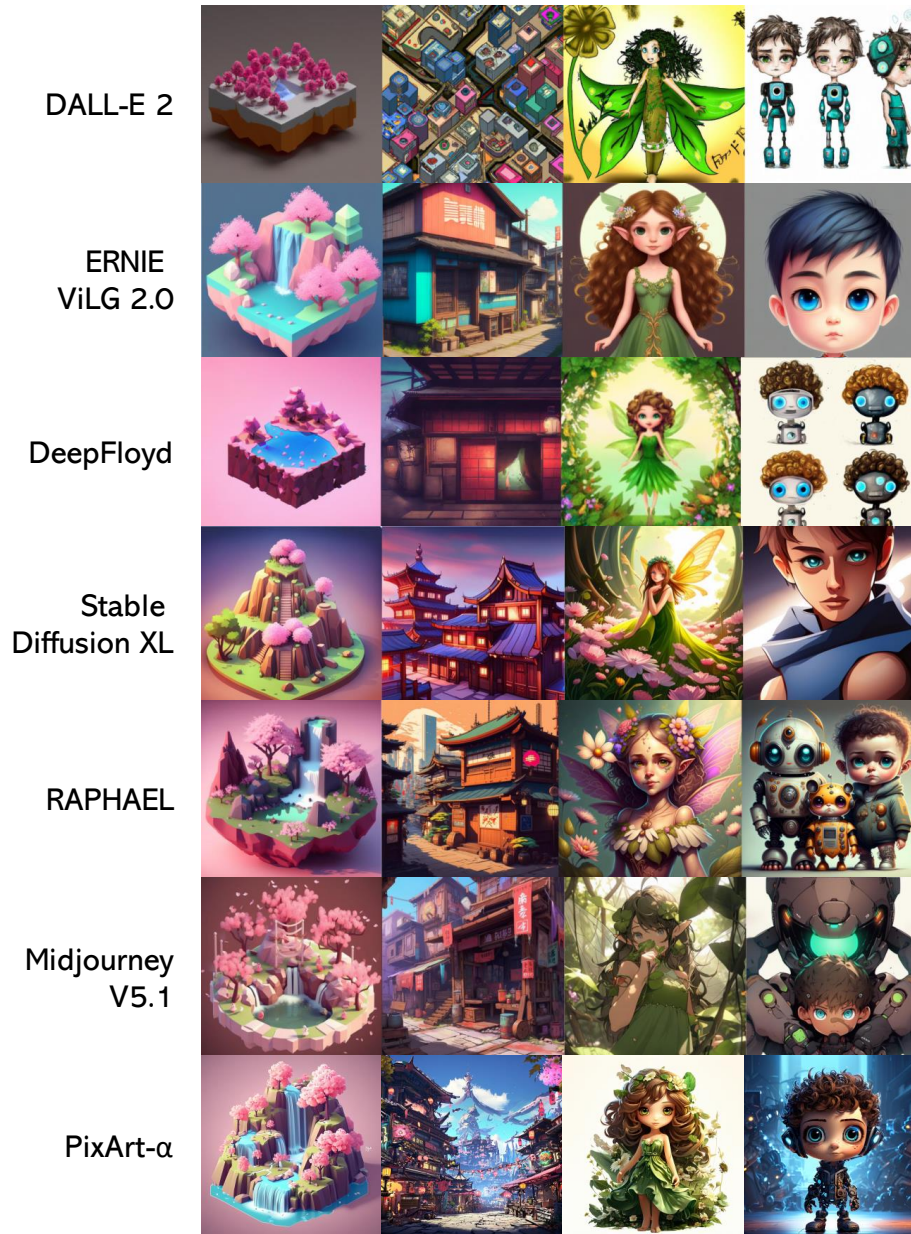 DALL-E 2
ERNIE
ViLG 2.0
DeepFloyd
Stable
Diffusion XL
RAPHAEL
Midjourney
V5.1
PixArt-α